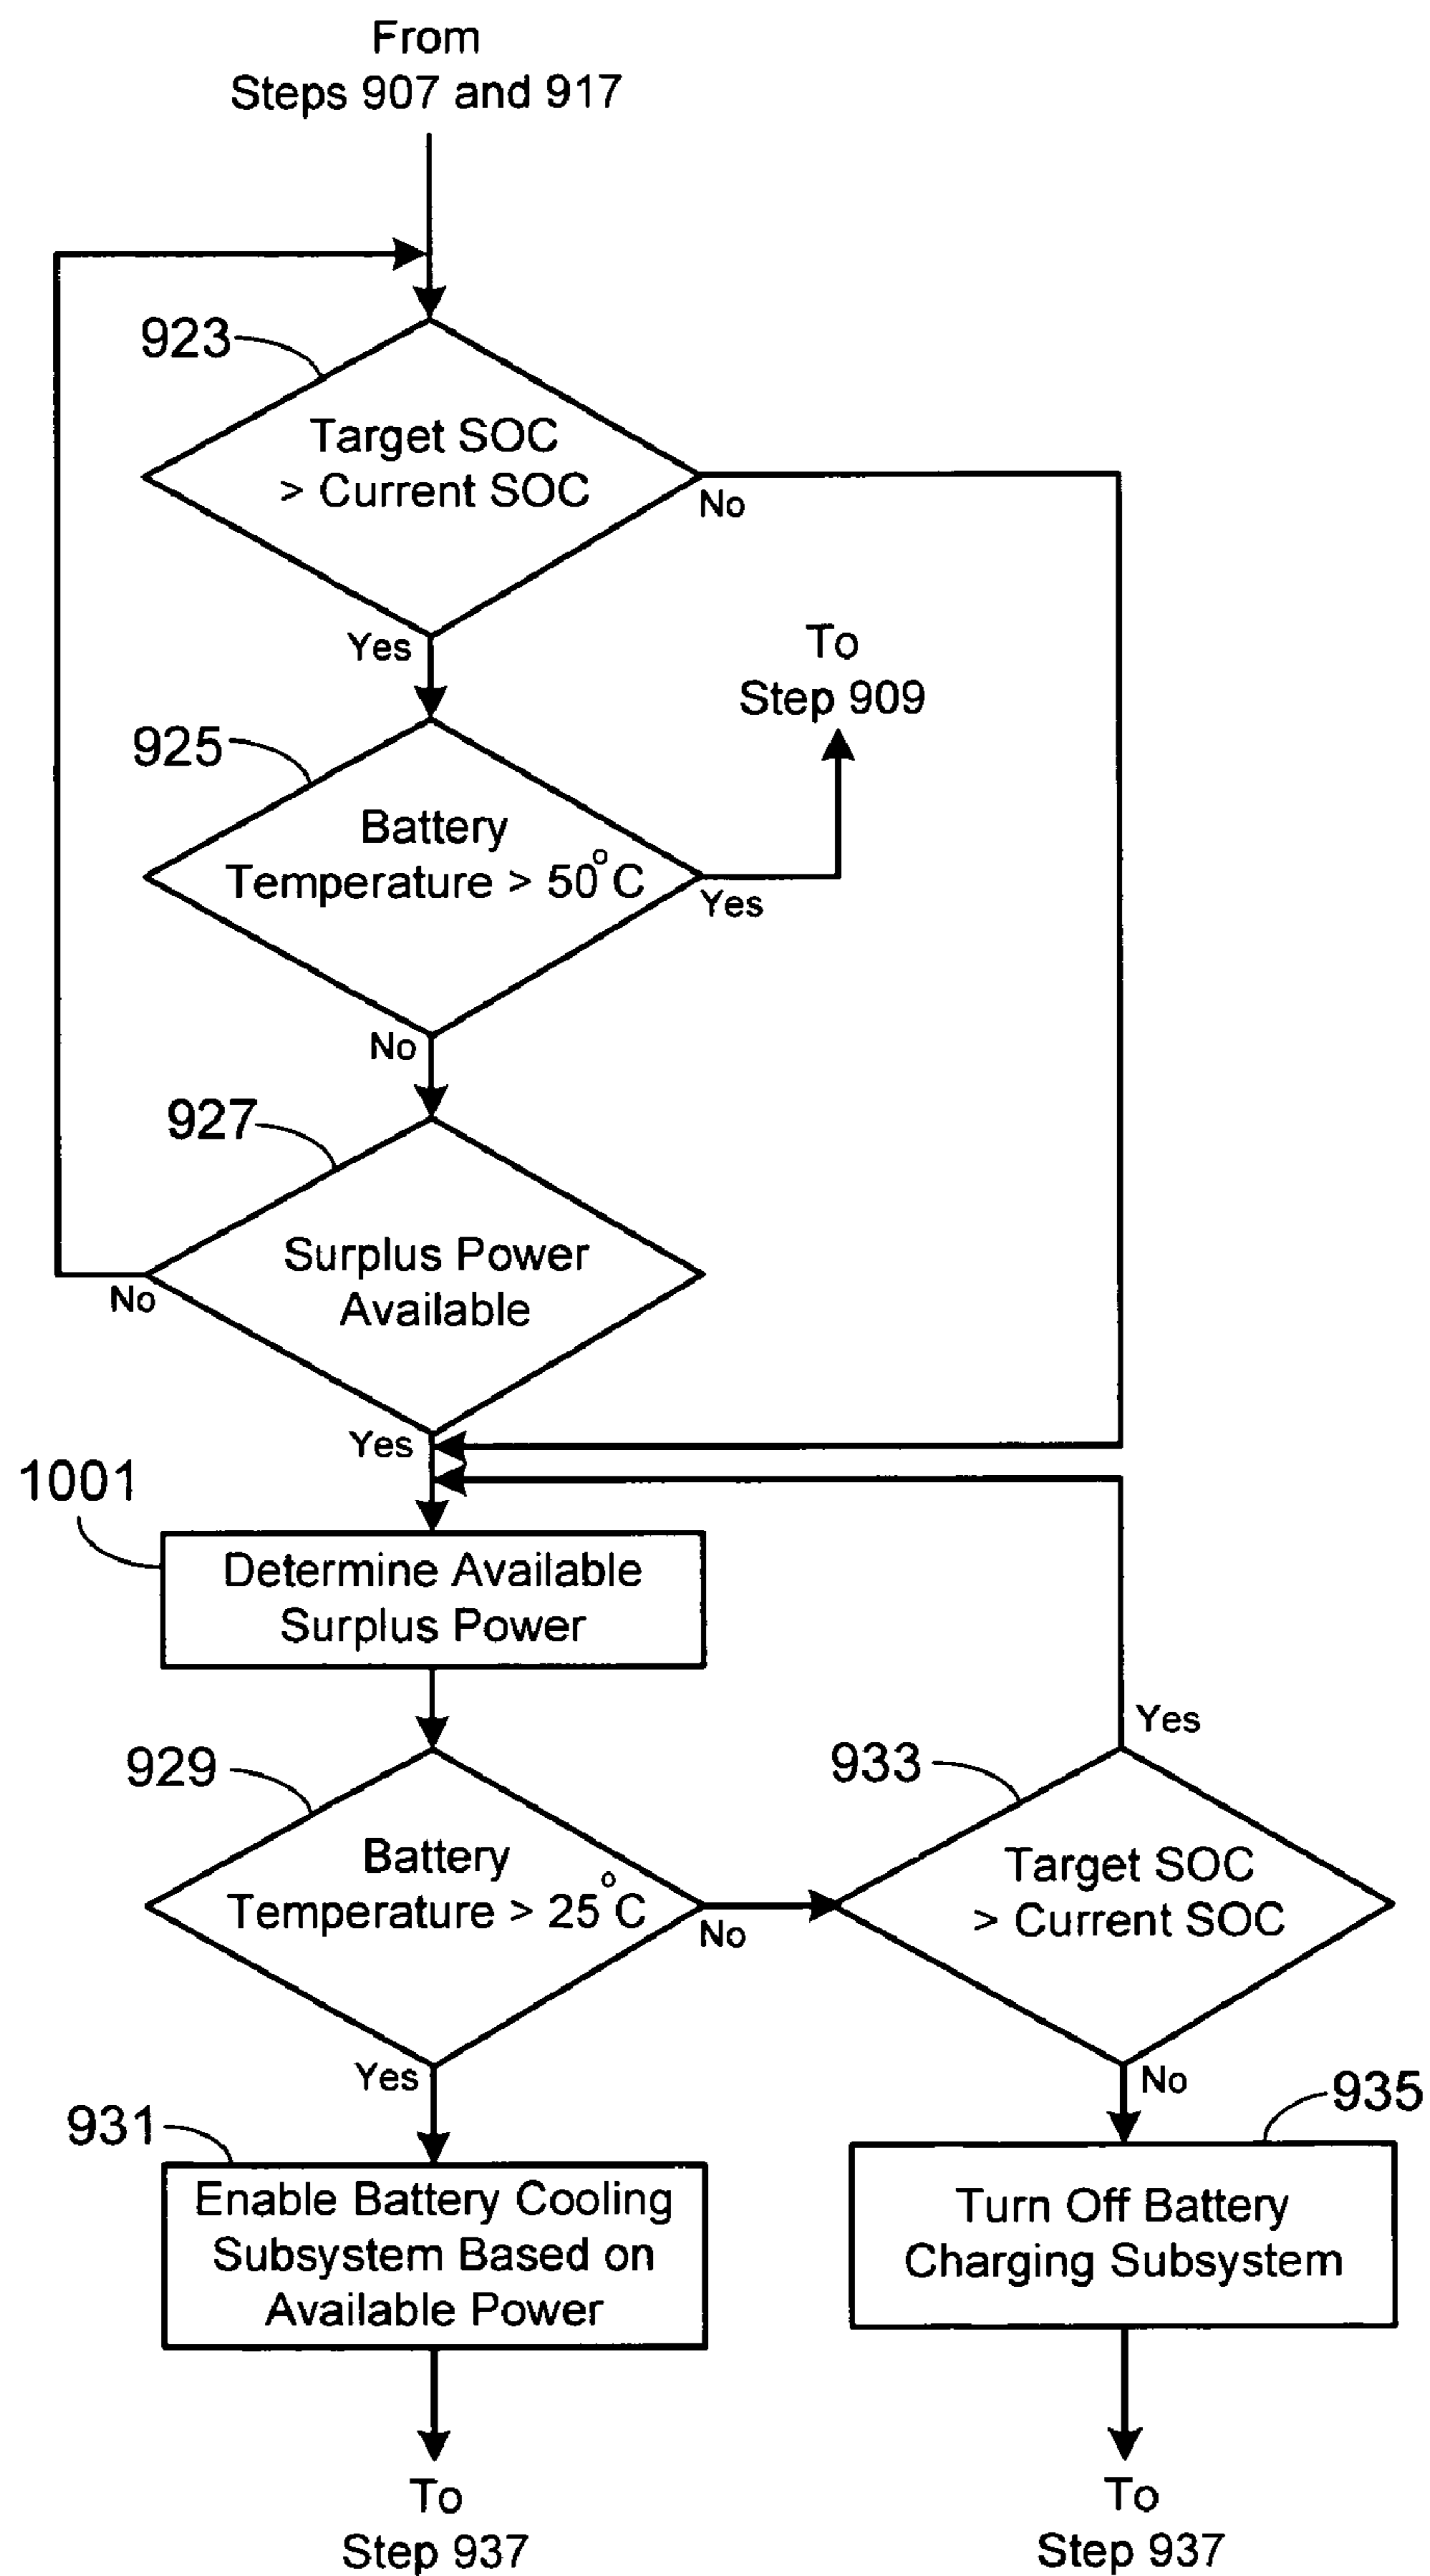 From
Steps 907 and 917
923
Target SOC
> Current SOC
No
Yes
To
Step 909
925
Battery
Temperature > 50°C
Yes
No
927
Surplus Power
Available
No
Yes
1001
Determine Available
Surplus Power
Yes
929
933
Battery
Temperature > 25°C
Target SOC
> Current SOC
No
Yes
No
931
935
Enable Battery Cooling
Subsystem Based on
Available Power
Turn Off Battery
Charging Subsystem
To
Step 937
To
Step 937